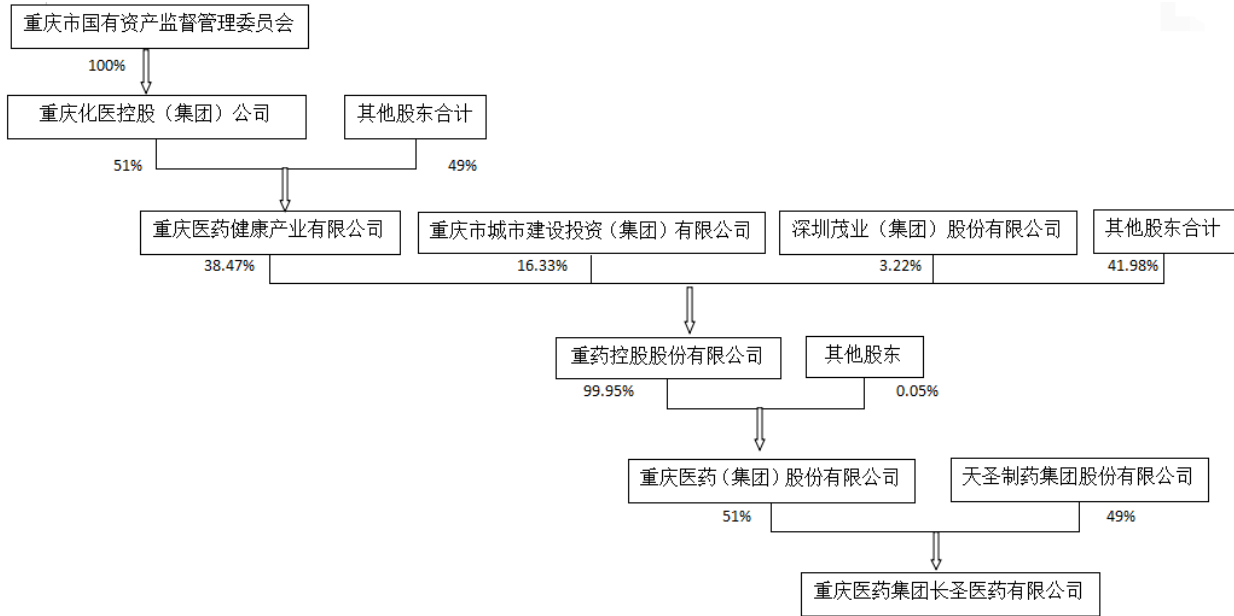 重庆市国有资产监督管理委员会
100%
重庆化医控股（集团）公司
其他股东合计
51%
49%
重庆医药健康产业有限公司
重庆市城市建设投资（集团）有限公司
深圳茂业（集团）股份有限公司
其他股东合计
38.47%
16.33%
3.22%
41.98%
重药控股股份有限公司
其他股东
99.95%
0.05%
重庆医药（集团）股份有限公司
天圣制药集团股份有限公司
51%
49%
重庆医药集团长圣医药有限公司